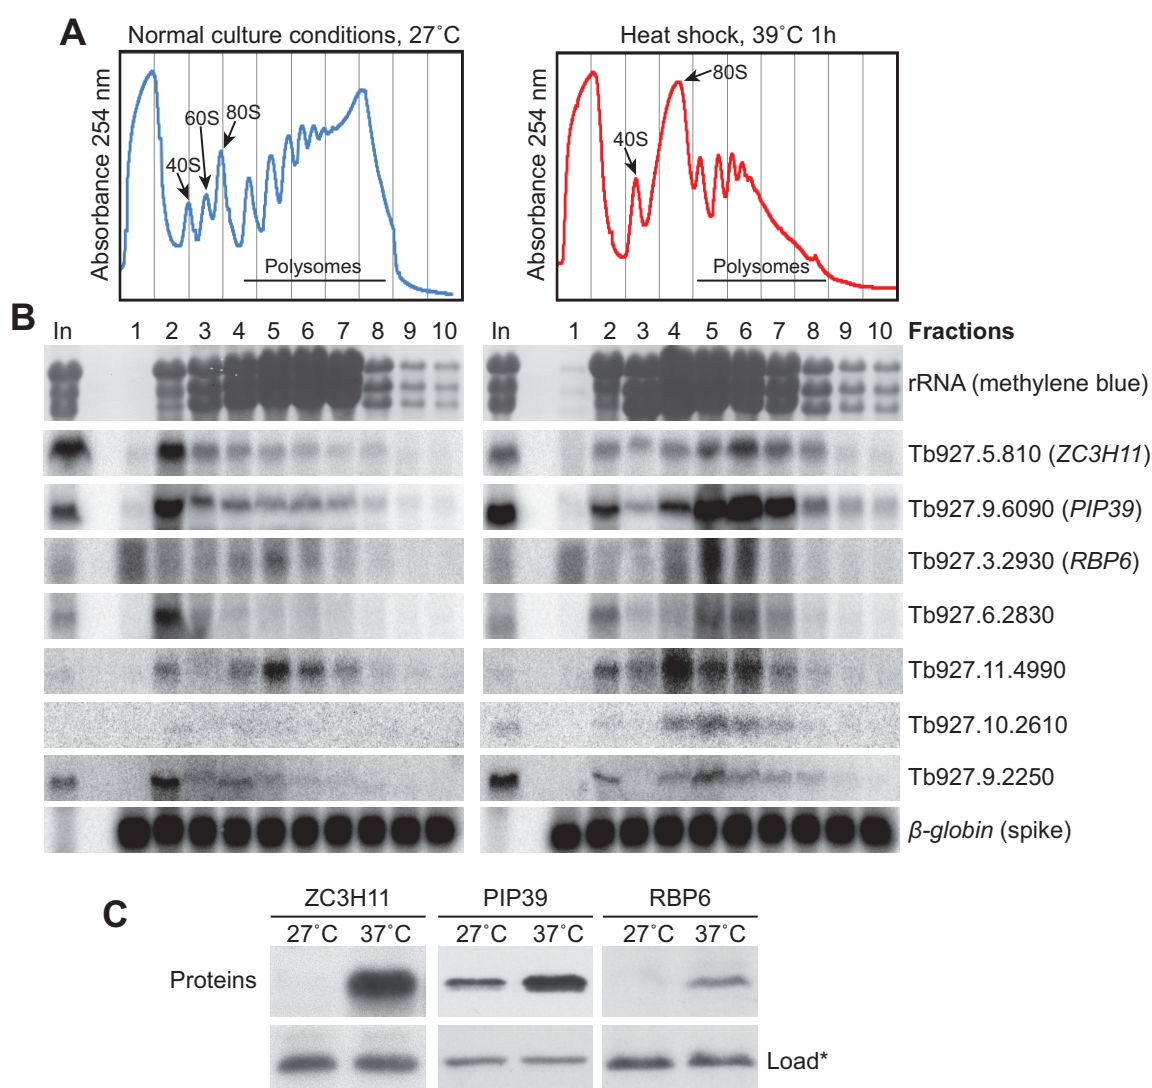 A
Normal culture conditions, 27˚C
Heat shock, 39˚C 1h
Absorbance 254 nm
40S
60S
80S
Polysomes
Absorbance 254 nm
40S
80S
Polysomes
B
In 1 2 3 4 5 6 7 8 9 10
In 1 2 3 4 5 6 7 8 9 10
Fractions
rRNA (methylene blue)
Tb927.5.810 (ZC3H11)
Tb927.9.6090 (PIP39)
Tb927.3.2930 (RBP6)
Tb927.6.2830
Tb927.11.4990
Tb927.10.2610
Tb927.9.2250
β-globin (spike)
C
ZC3H11 PIP39 RBP6
27˚C 37˚C 27˚C 37˚C 27˚C 37˚C
Proteins
Load*